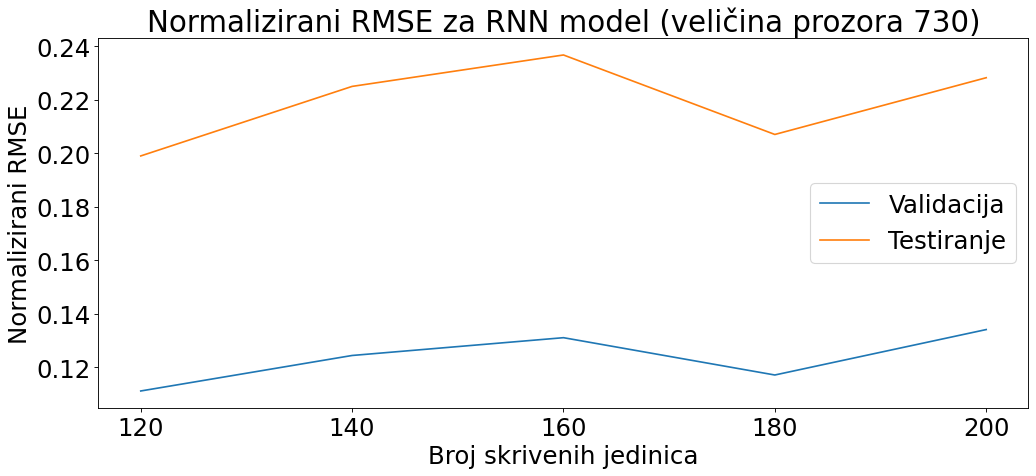 Normalizirani RMSE za RNN model (veličina prozora 730)
Normalizirani RMSE
0.24
0.22
0.20
0.18
0.16
0.14
0.12
Validacija
Testiranje
120 140 160 180 200
Broj skrivenih jedinica